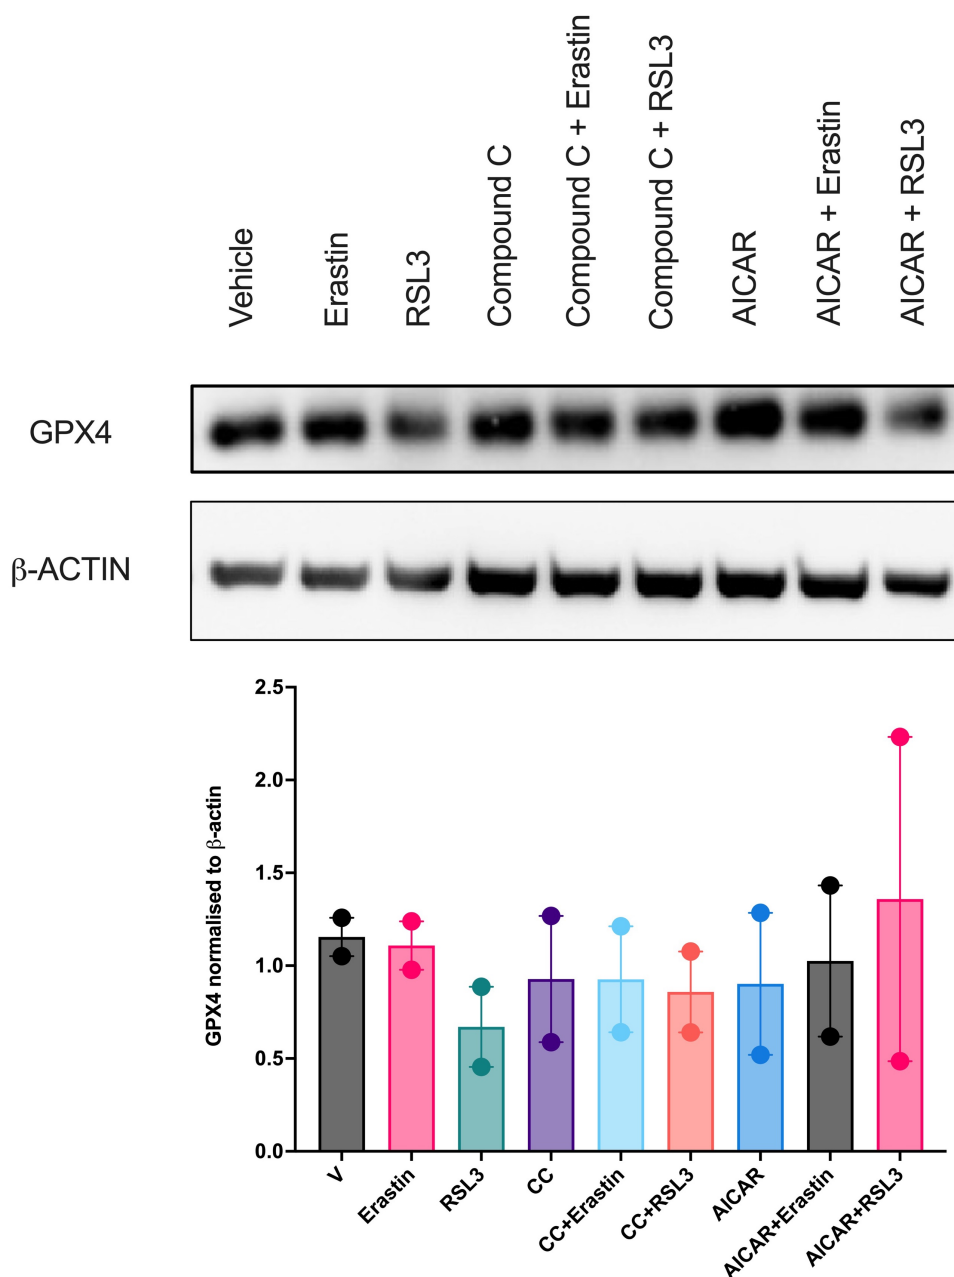 Vehicle
Erastin
RSL3
Compound C
Compound C + Erastin
Compound C + RSL3
AICAR
AICAR + Erastin
AICAR + RSL3
GPX4
β-ACTIN
GPX4 normalised to β-actin
2.5
2.0
1.5
1.0
0.5
0.0
V
Erastin
RSL3
CC
CC+Erastin
CC+RSL3
AICAR
AICAR+Erastin
AICAR+RSL3